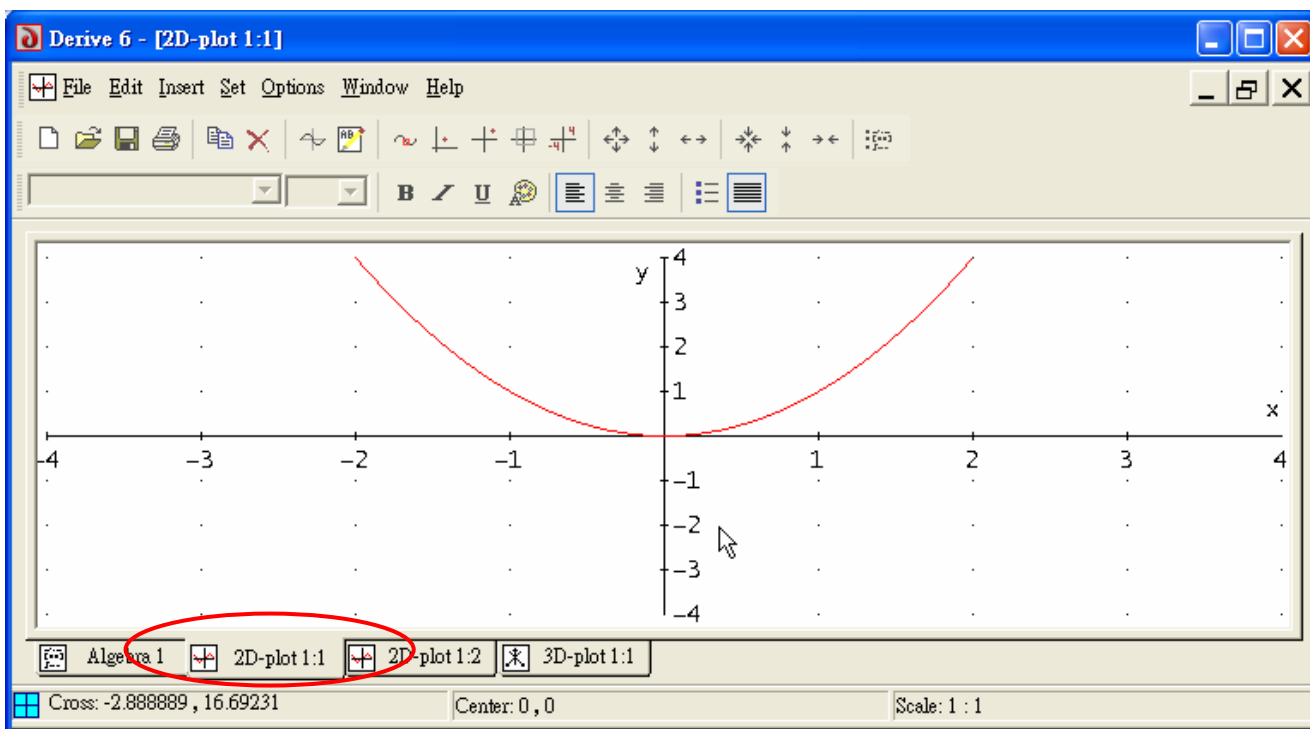 Derive 6 - [2D-plot 1:1]
File Edit Insert Set Options Window Help
B I U
y 4
3
2
1
x
-4 -3 -2 -1 1 2 3 4
-1
-2
-3
-4
Algebra 1 2D-plot 1:1 2D-plot 1:2 3D-plot 1:1
Cross: -2.888889 , 16.69231 Center: 0 , 0 Scale: 1 : 1